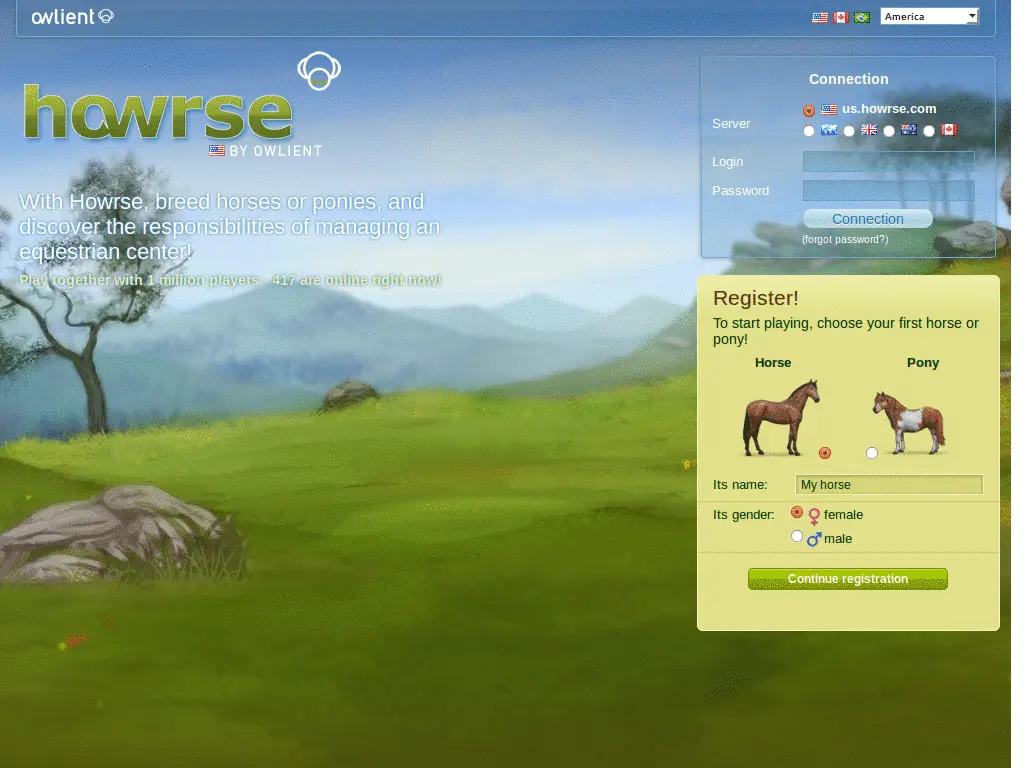 owlient
America
howrse
BY OWLIENT
With Howrse, breed horses or ponies, and
discover the responsibilities of managing an
equestrian center!
Play together with 1 million players - 417 are online right now!
Connection
Server
us.howrse.com
Login
Password
Connection
(forgot password?)
Register!
To start playing, choose your first horse or
pony!
Horse Pony
Its name: My horse
Its gender: female
male
Continue registration